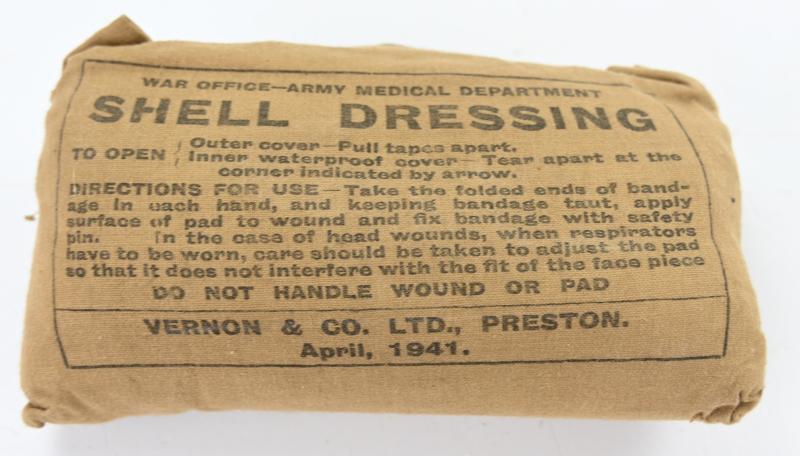 WAR OFFICE—ARMY MEDICAL DEPARTMENT
SHELL DRESSING
TO OPEN { Outer cover—Pull tapes apart.
Inner waterproof cover—Tear apart at the
corner indicated by arrow.
DIRECTIONS FOR USE—Take the folded ends of band-
age in each hand, and keeping bandage taut, apply
surface of pad to wound and fix bandage with safety
pin. In the case of head wounds, when respirators
have to be worn, care should be taken to adjust the pad
so that it does not interfere with the fit of the face piece
DO NOT HANDLE WOUND OR PAD
VERNON & CO. LTD., PRESTON.
April, 1941.